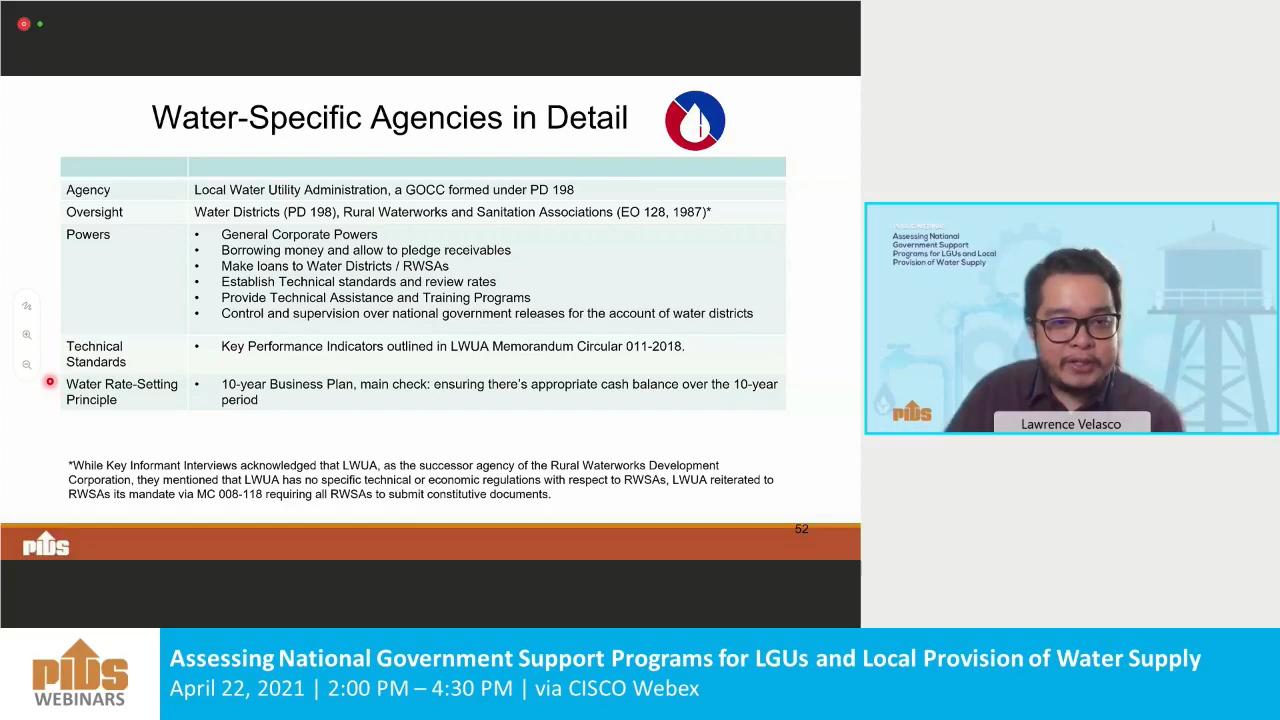 Water-Specific Agencies in Detail
Agency
Local Water Utility Administration, a GOCC formed under PD 198
Oversight
Water Districts (PD 198), Rural Waterworks and Sanitation Associations (EO 128, 1987)*
Powers
• General Corporate Powers
• Borrowing money and allow to pledge receivables
• Make loans to Water Districts / RWSAs
• Establish Technical standards and review rates
• Provide Technical Assistance and Training Programs
• Control and supervision over national government releases for the account of water districts
Technical
Standards
• Key Performance Indicators outlined in LWUA Memorandum Circular 011-2018.
Water Rate-Setting
Principle
• 10-year Business Plan, main check: ensuring there's appropriate cash balance over the 10-year
period
*While Key Informant Interviews acknowledged that LWUA, as the successor agency of the Rural Waterworks Development
Corporation, they mentioned that LWUA has no specific technical or economic regulations with respect to RWSAs, LWUA reiterated to
RWSAs its mandate via MC 008-118 requiring all RWSAs to submit constitutive documents.
52
PIDS
Assessing National
Government Support
Programs for LGUs and Local
Provision of Water Supply
PIDS
Lawrence Velasco
PIDS
WEBINARS
Assessing National Government Support Programs for LGUs and Local Provision of Water Supply
April 22, 2021 | 2:00 PM – 4:30 PM | via CISCO Webex